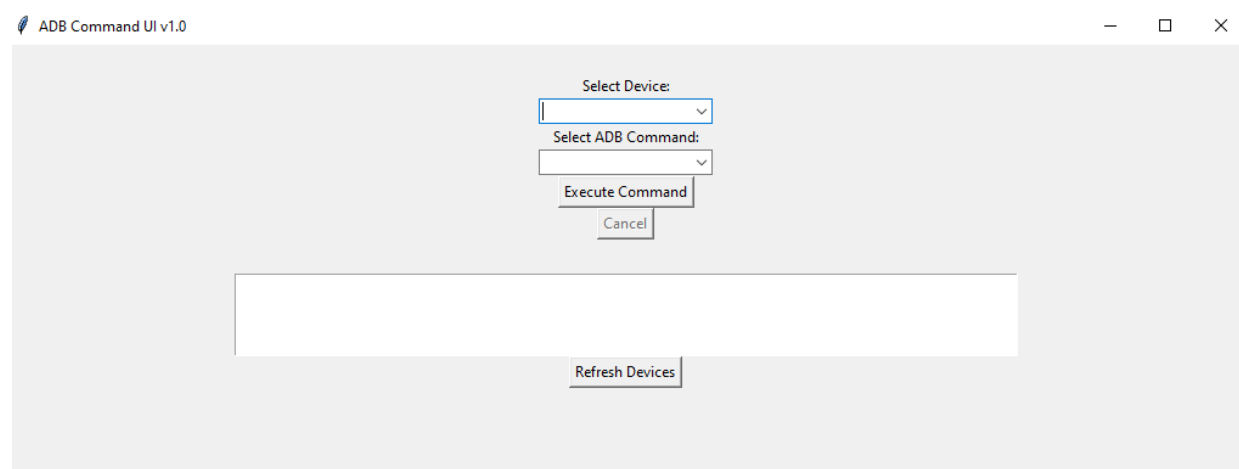 ADB Command UI v1.0
Select Device:
Select ADB Command:
Execute Command
Cancel
Refresh Devices